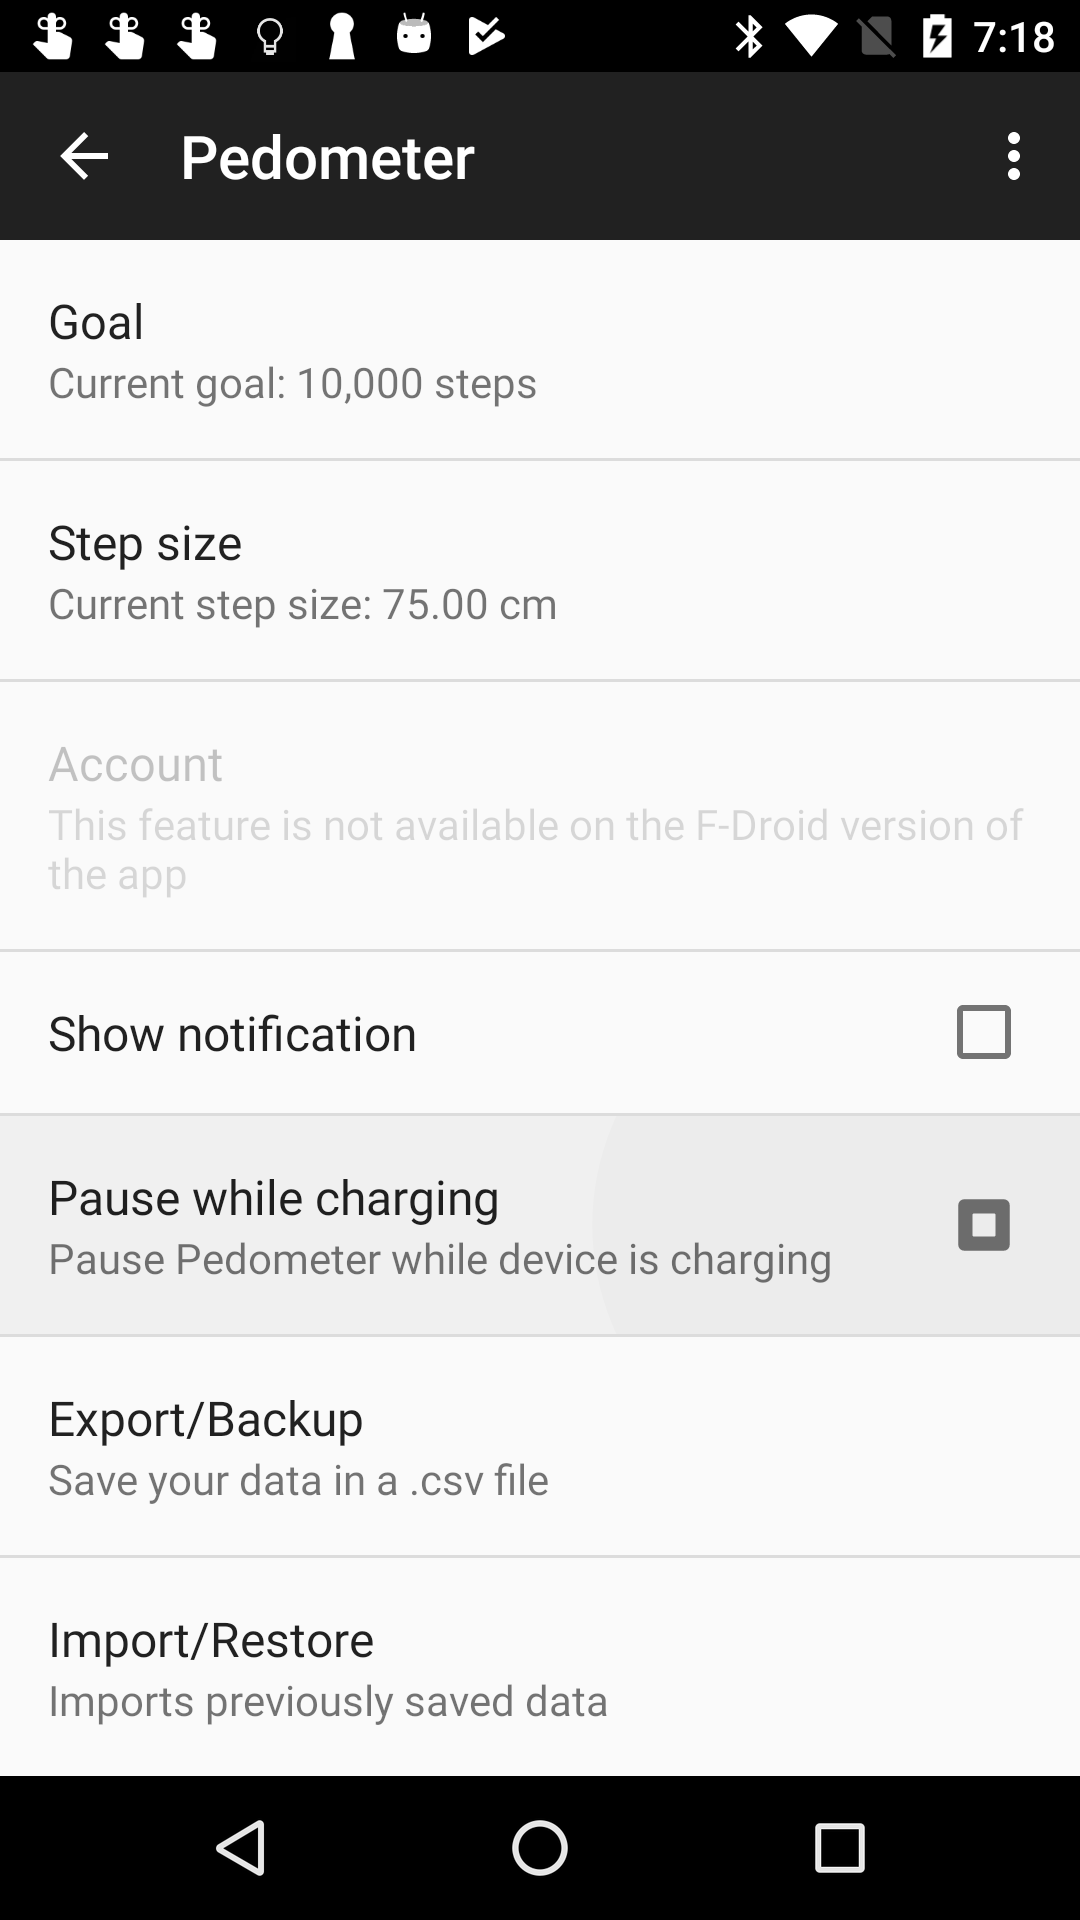 7:18
Pedometer
Goal
Current goal: 10,000 steps
Step size
Current step size: 75.00 cm
Account
This feature is not available on the F-Droid version of
the app
Show notification
Pause while charging
Pause Pedometer while device is charging
Export/Backup
Save your data in a .csv file
Import/Restore
Imports previously saved data